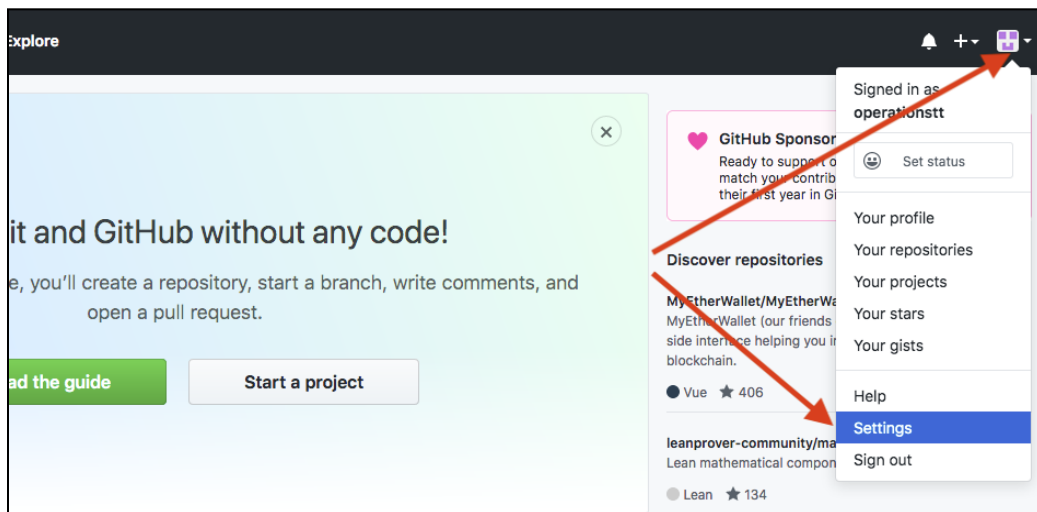 Explore
Signed in as
operationstt
Set status
Your profile
Your repositories
Your projects
Your stars
Your gists
Help
Settings
Sign out
it and GitHub without any code!
e, you'll create a repository, start a branch, write comments, and
open a pull request.
ad the guide
Start a project
GitHub Sponsor
Ready to support o
match your contrib
their first year in Gi
Discover repositories
MyEtherWallet/MyEtherWa
MyEtherWallet (our friends
side interface helping you in
blockchain.
Vue 406
leanprover-community/ma
Lean mathematical compon
Lean 134